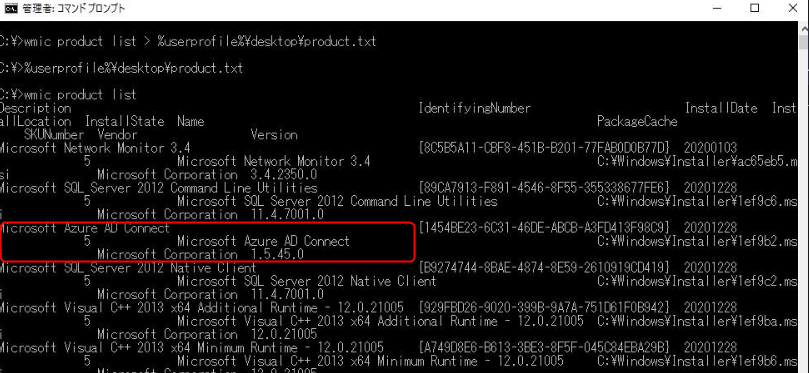 管理者: コマンド プロンプト
C:¥>wmic product list > %userprofile%¥desktop¥product.txt
C:¥>%userprofile%¥desktop¥product.txt
C:¥>wmic product list
Description IdentifyingNumber InstallDate Inst
allLocation InstallState Name PackageCache
SKUNumber Vendor Version
Microsoft Network Monitor 3.4 {8C5B5A11-CBF8-451B-B201-77FAB0D0B77D} 20200103
5 Microsoft Network Monitor 3.4 C:¥Windows¥Installer¥ac65eb5.m
si Microsoft Corporation 3.4.2350.0
Microsoft SQL Server 2012 Command Line Utilities {89CA7913-F891-4546-8F55-355338677FE6} 20201228
5 Microsoft SQL Server 2012 Command Line Utilities C:¥Windows¥Installer¥1ef9c6.ms
i Microsoft Corporation 11.4.7001.0
Microsoft Azure AD Connect {1454BE23-6C31-46DE-ABCB-A3FD413F98C9} 20201228
5 Microsoft Azure AD Connect C:¥Windows¥Installer¥1ef9b2.ms
i Microsoft Corporation 1.5.45.0
Microsoft SQL Server 2012 Native Client {B9274744-8BAE-4874-8E59-2610919CD419} 20201228
5 Microsoft SQL Server 2012 Native Client C:¥Windows¥Installer¥1ef9c2.ms
i Microsoft Corporation 11.4.7001.0
Microsoft Visual C++ 2013 x64 Additional Runtime - 12.0.21005 {929FBD26-9020-399B-9A7A-751D61F0B942} 20201228
5 Microsoft Visual C++ 2013 x64 Additional Runtime - 12.0.21005 C:¥Windows¥Installer¥1ef9ba.ms
i Microsoft Corporation 12.0.21005
Microsoft Visual C++ 2013 x64 Minimum Runtime - 12.0.21005 {A749D8E6-B613-3BE3-8F5F-045C84EBA29B} 20201228
5 Microsoft Visual C++ 2013 x64 Minimum Runtime - 12.0.21005 C:¥Windows¥Installer¥1ef9b6.ms
i Microsoft Corporation 12.0.21005